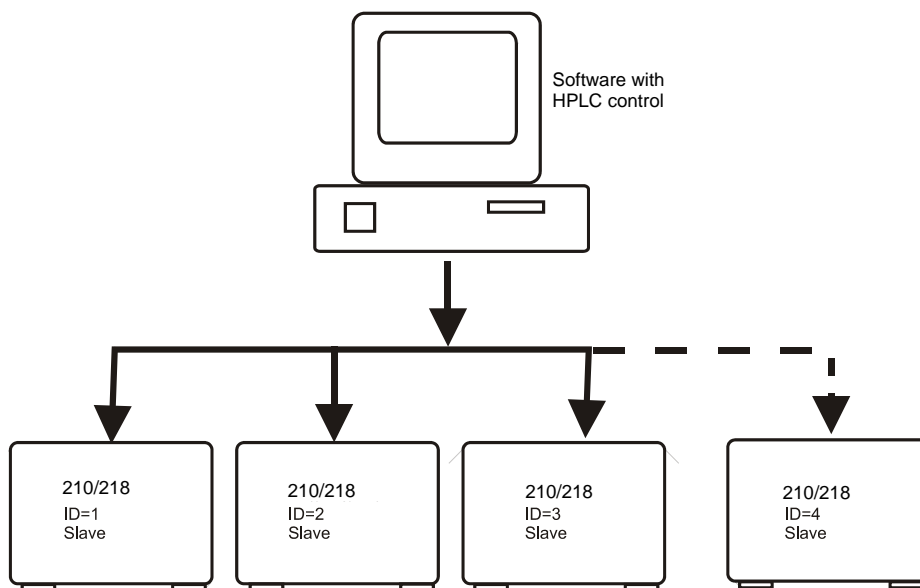 Software with
HPLC control
210/218
ID=1
Slave
210/218
ID=2
Slave
210/218
ID=3
Slave
210/218
ID=4
Slave